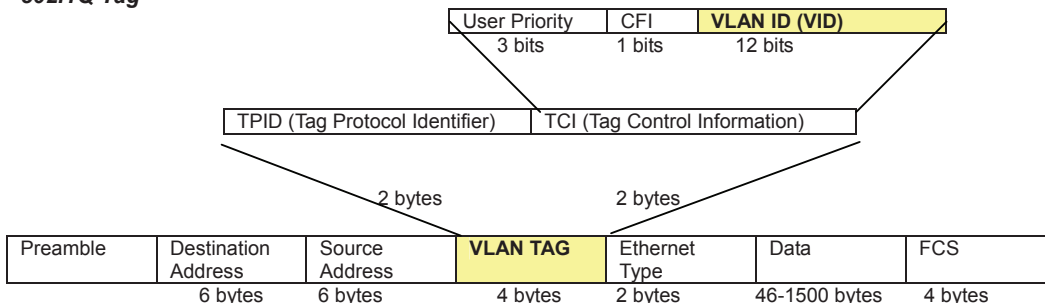 User Priority CFI VLAN ID (VID)
3 bits 1 bits 12 bits
TPID (Tag Protocol Identifier) TCI (Tag Control Information)
2 bytes 2 bytes
Preamble Destination Address Source Address VLAN TAG Ethernet Type Data FCS
6 bytes 6 bytes 4 bytes 2 bytes 46-1500 bytes 4 bytes